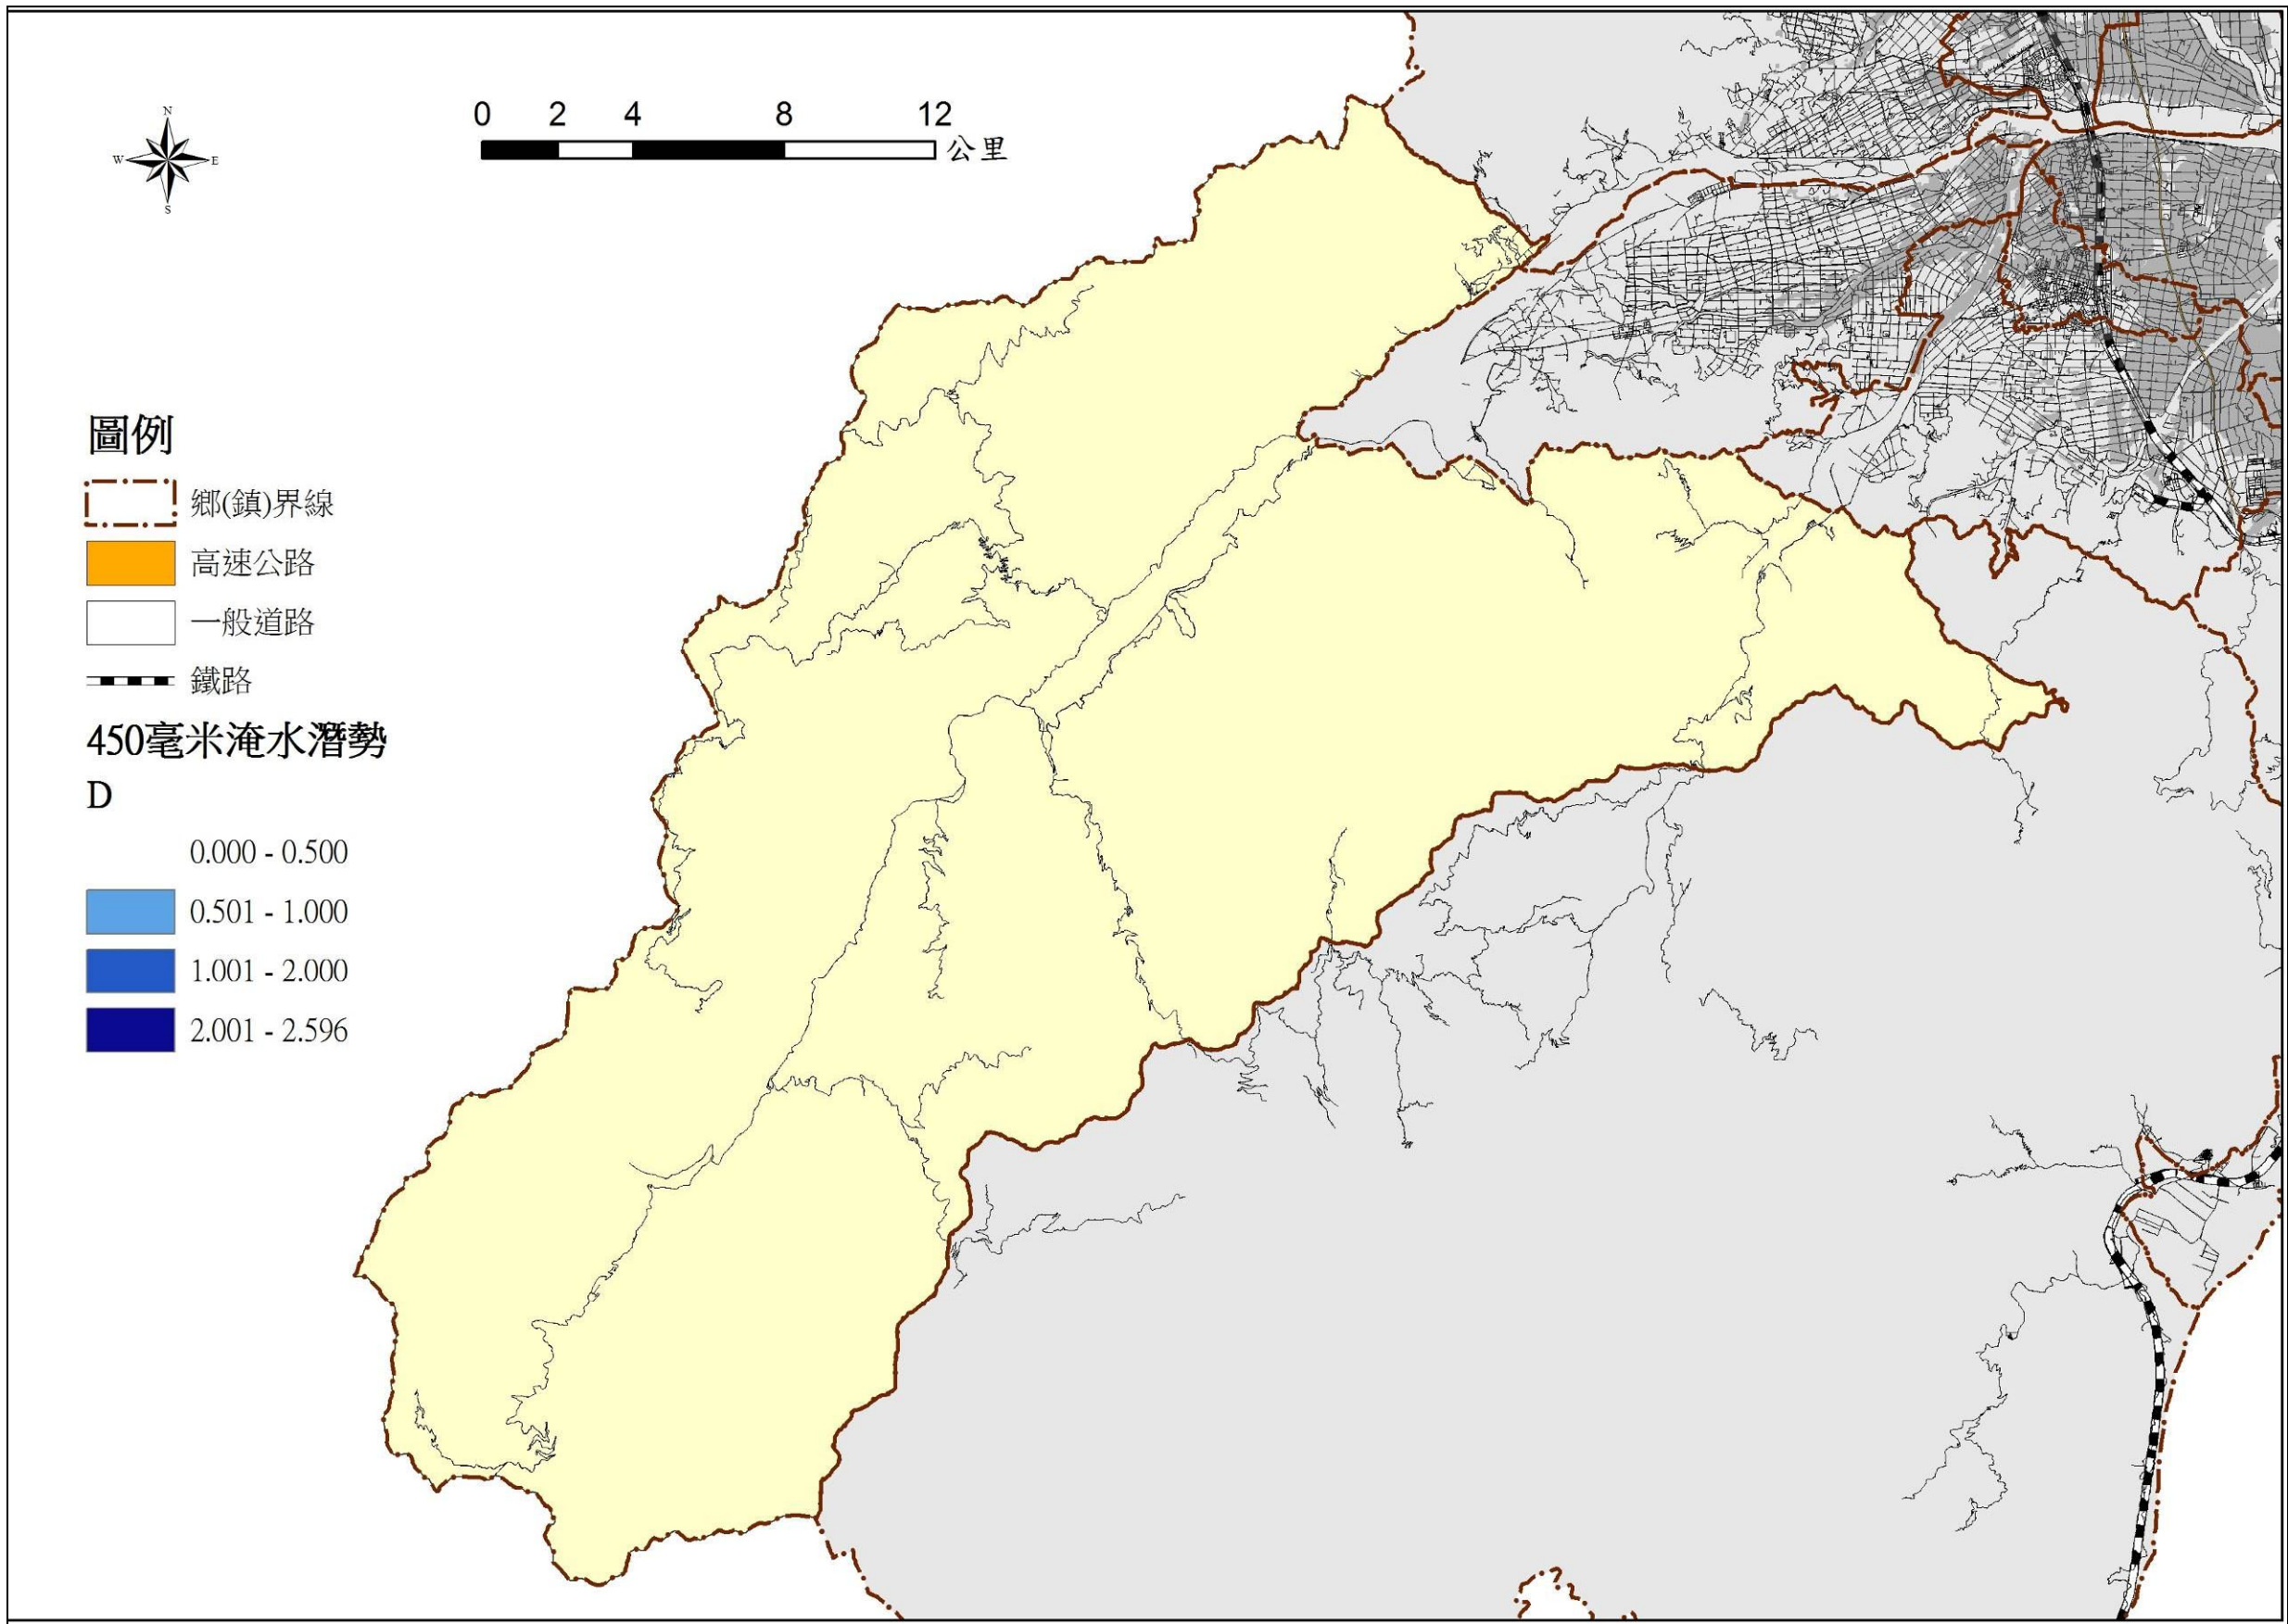 N
W E
S
0 2 4 8 12
公里
圖例
鄉(鎮)界線
高速公路
一般道路
鐵路
450毫米淹水潛勢
D
0.000 - 0.500
0.501 - 1.000
1.001 - 2.000
2.001 - 2.596